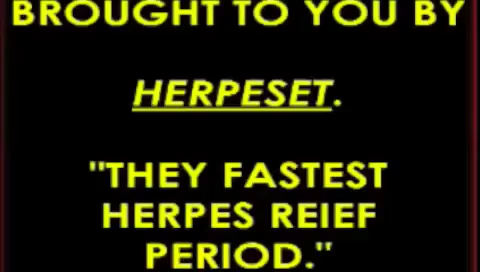 BROUGHT TO YOU BY
HERPESET.
"THEY FASTEST
HERPES REIEF
PERIOD."